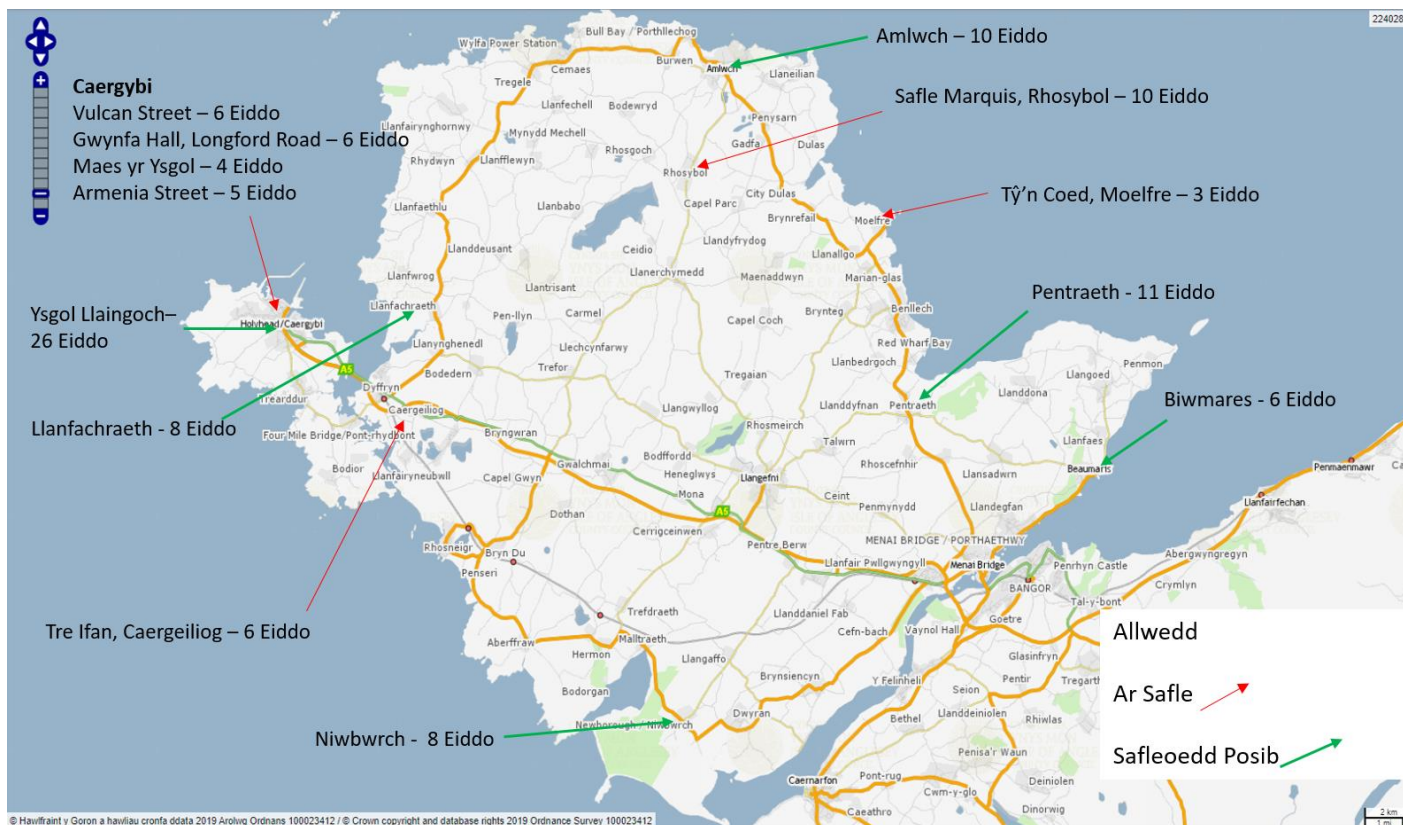 224028
Caergybi
Vulcan Street – 6 Eiddo
Gwynfa Hall, Longford Road – 6 Eiddo
Maes yr Ysgol – 4 Eiddo
Armenia Street – 5 Eiddo
Ysgol Llaingoch–
26 Eiddo
Llanfachraeth - 8 Eiddo
Tre Ifan, Caergeiliog – 6 Eiddo
Niwbwrch - 8 Eiddo
Amlwch – 10 Eiddo
Safle Marquis, Rhosybol – 10 Eiddo
Tŷ’n Coed, Moelfre – 3 Eiddo
Pentraeth - 11 Eiddo
Biwmares - 6 Eiddo
Allwedd
Ar Safle
Safleoedd Posib
Bull Bay / Porthllechog
Wylfa Power Station
Cemaes
Burwen
Amlwch
Llaneilian
Tregele
Llanfechell
Bodewryd
Penysarn
Llanfairynghornwy
Mynydd Mechell
Rhosgoch
Gadfa
Dulas
Rhydwyn
Llanfflewyn
Rhosybol
City Dulas
Llanfaethlu
Llanbabo
Capel Parc
Brynrefail
Moelfre
Llanddeusant
Ceidio
Llandyfrydog
Llanallgo
Llanfwrog
Llantrisant
Llanerchymedd
Maenaddwyn
Marian-glas
Llanfachraeth
Pen-llyn
Carmel
Capel Coch
Brynteg
Benllech
Holyhead/Caergybi
Llanynghenedl
Llechcynfarwy
Red Wharf Bay
Penmon
A5
Bodedern
Trefor
Tregaian
Llanbedrgoch
Llangoed
Dyffryn
Llanddona
Trearddur
Caergeiliog
Llangwyllog
Llanddyfnan
Pentraeth
Four Mile Bridge/Pont-rhydbont
Bryngwran
Rhosmeirch
Talwrn
Llanfaes
Bodior
Gwalchmai
Bodffordd
Rhoscefnhir
Llansadwrn
Beaumaris
Penmaenmawr
Llanfairyneubwll
Capel Gwyn
Heneglwys
Llangefni
Mona
Ceint
Llanfairfechan
Dothan
A5
Penmynydd
Llandegfan
Cerrigceinwen
Rhosneigr
Bryn Du
Pentre Berw
MENAI BRIDGE / PORTHAETHWY
Abergwyngregyn
Penseri
Llanfair Pwllgwyngyll
Menai Bridge
Penrhyn Castle
Crymlyn
BANGOR
Trefdraeth
Llanddaniel Fab
Tal-y-bont
Aberffraw
Malltraeth
Cefn-bach
Vaynol Hall
Goetre
Hermon
Llangaffo
Glasinfryn
Bodorgan
Brynsiencyn
Y Felinheli
Pentir
Tregarth
Seion
Newborough / Niwbwrch
Dwyran
Bethel
Llanddeiniolen
Rhiwlas
Penisa'r Waun
Caernarfon
Pont-rug
Deiniolen
Cwm-y-glo
Caeathro
Dinorwig
2 km
1 mi
© Hawlfraint y Goron a hawliau cronfa ddata 2019 Arolwg Ordnans 100023412 / © Crown copyright and database rights 2019 Ordnance Survey 100023412